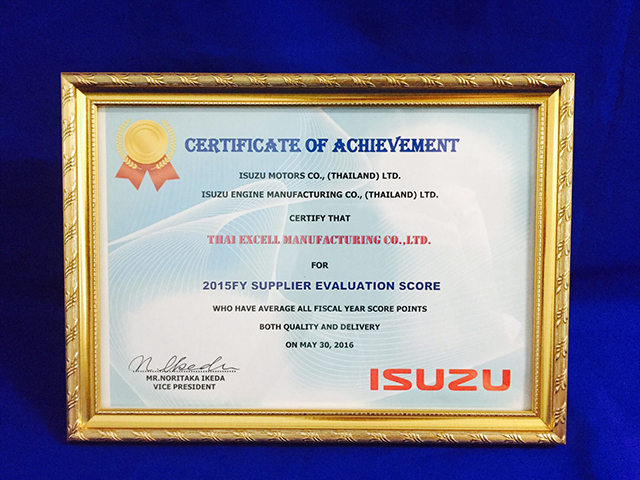 CERTIFICATE OF ACHIEVEMENT
ISUZU MOTORS CO., (THAILAND) LTD.
ISUZU ENGINE MANUFACTURING CO., (THAILAND) LTD.
CERTIFY THAT
THAI EXCELL MANUFACTURING CO.,LTD.
FOR
2015FY SUPPLIER EVALUATION SCORE
WHO HAVE AVERAGE ALL FISCAL YEAR SCORE POINTS
BOTH QUALITY AND DELIVERY
ON MAY 30, 2016
N. Ikeda
MR.NORITAKA IKEDA
VICE PRESIDENT
ISUZU